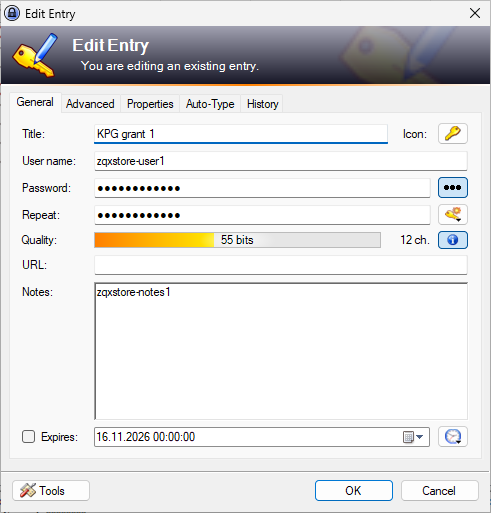 Edit Entry
Edit Entry
You are editing an existing entry.
General Advanced Properties Auto-Type History
Title: KPG grant 1 Icon:
User name: zqxstore-user1
Password: ●●●●●●●●●●●● ●●●
Repeat: ●●●●●●●●●●●●
Quality: 55 bits 12 ch.
URL:
Notes: zqxstore-notes1
Expires: 16.11.2026 00:00:00
Tools OK Cancel